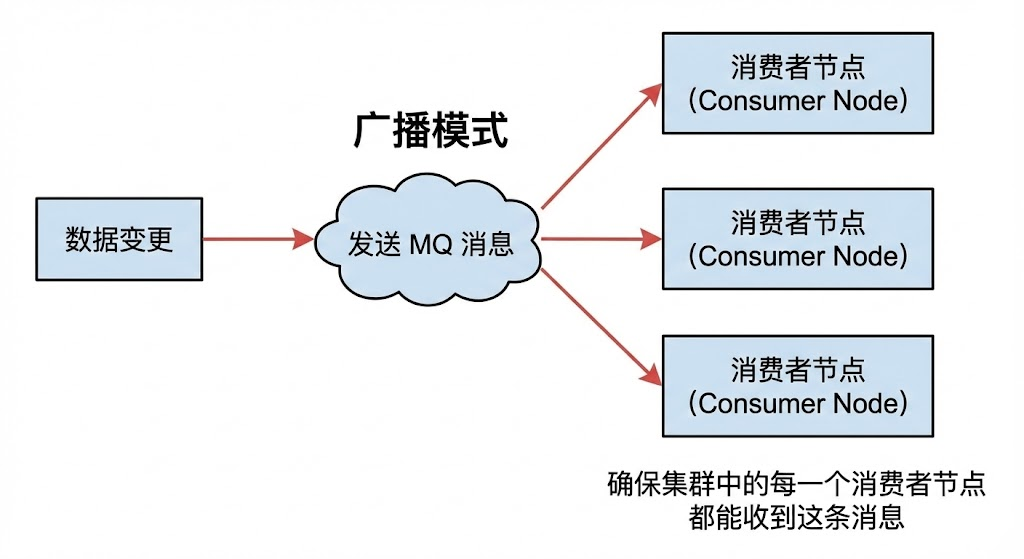 广播模式
数据变更
发送 MQ 消息
消费者节点
（Consumer Node）
消费者节点
（Consumer Node）
消费者节点
（Consumer Node）
确保集群中的每一个消费者节点
都能收到这条消息